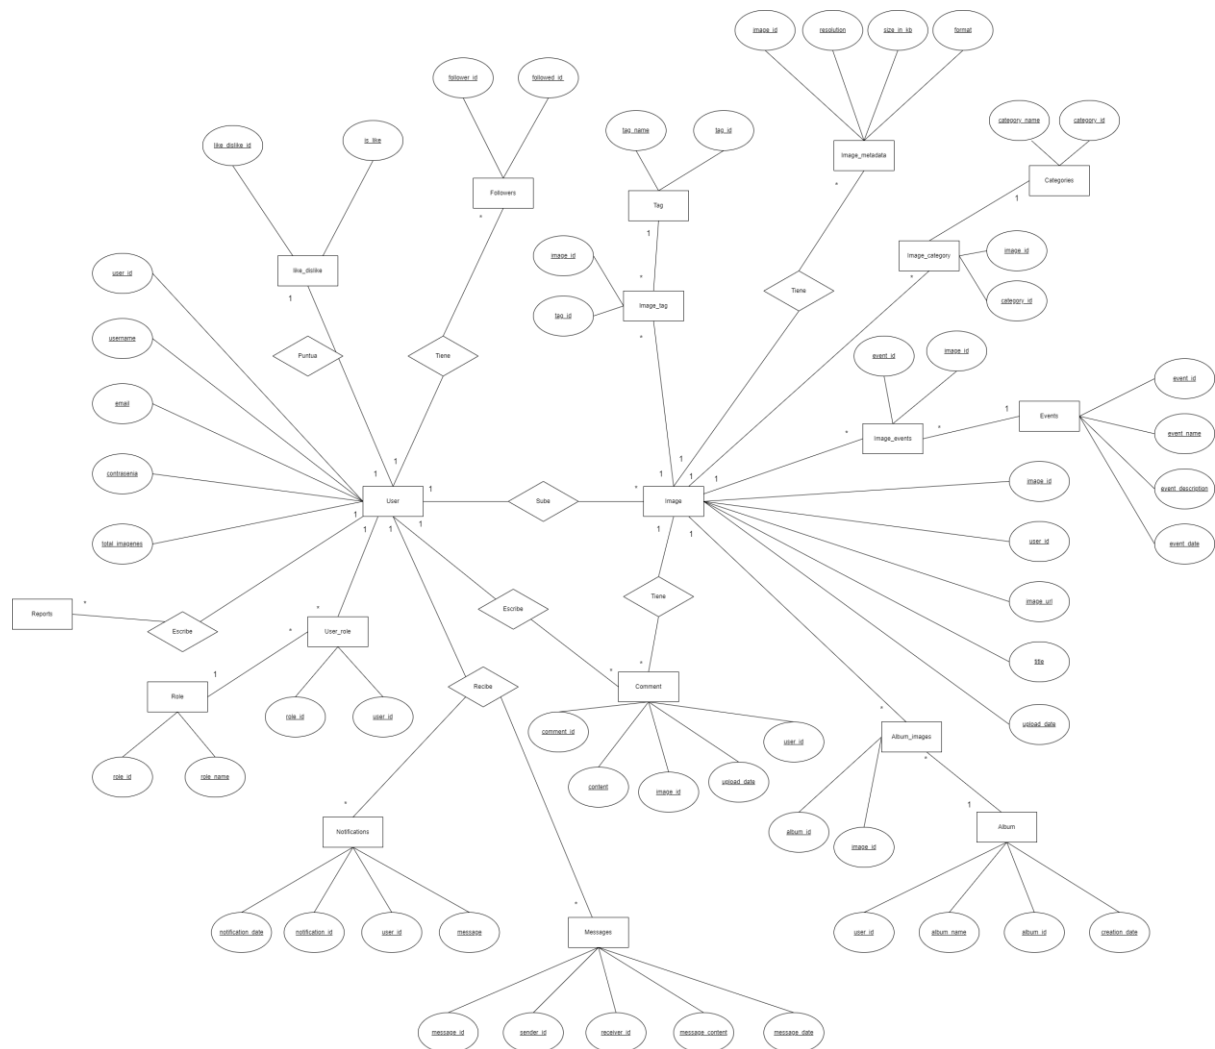 image_id
resolution
size_in_kb
format
follower_id
followed_id
like_dislike_id
is_like
tag_name
tag_id
category_name
category_id
Image_metadata
*
Categories
1
Followers
*
Tag
1
like_dislike
1
user_id
image_id
tag_id
*
Image_tag
*
Tiene
Image_category
*
image_id
category_id
username
Puntua
Tiene
event_id
image_id
event_id
email
1
Events
*
Image_events
*
event_name
contrasenia
1
1
1
1
1
1
User
1
Sube
*
Image
image_id
event_description
total_imagenes
1
1
1
1
1
user_id
event_date
Reports
*
Escribe
*
User_role
*
Escribe
Tiene
image_url
1
Role
Recibe
*
*
Comment
title
role_id
user_id
comment_id
user_id
upload_date
*
Album_images
*
role_id
role_name
content
image_id
upload_date
*
Notifications
album_id
image_id
1
Album
notification_date
notification_id
user_id
message
*
Messages
user_id
album_name
album_id
creation_date
message_id
sender_id
receiver_id
message_content
message_date